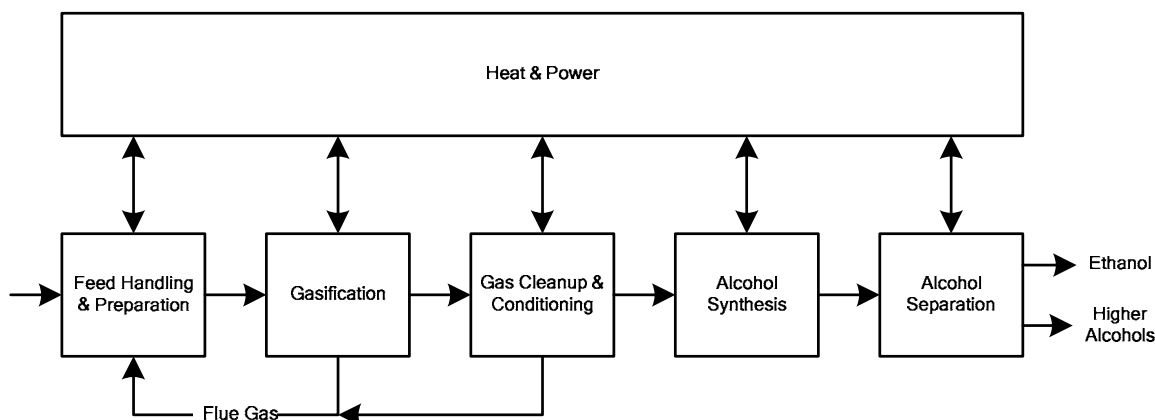 Heat & Power
Feed Handling
& Preparation
Gasification
Gas Cleanup &
Conditioning
Alcohol
Synthesis
Alcohol
Separation
Ethanol
Higher
Alcohols
Flue Gas